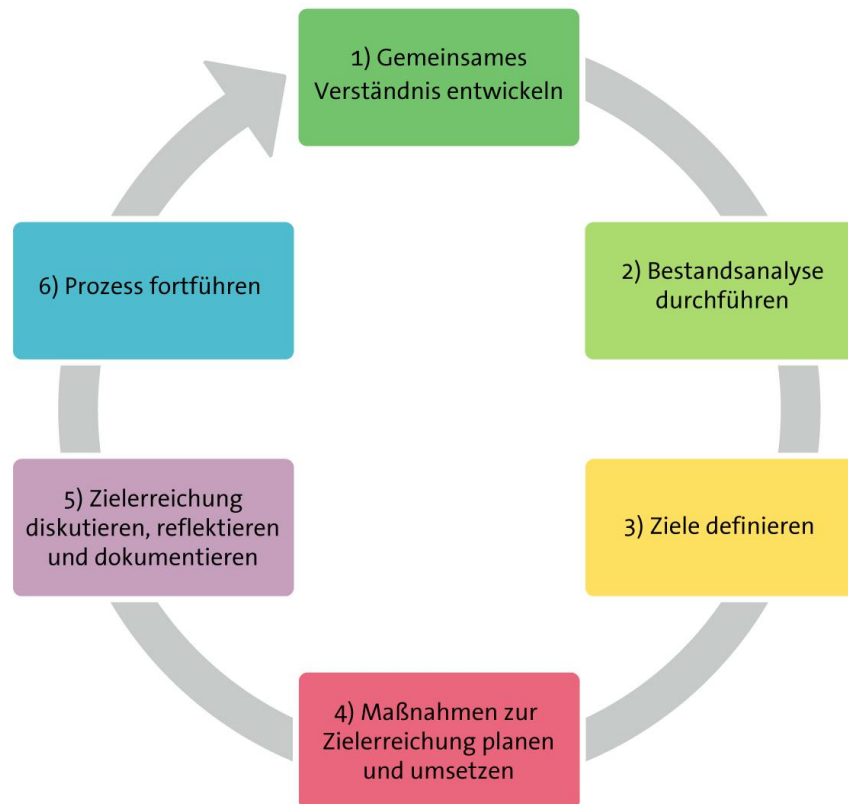 1) Gemeinsames
Verständnis entwickeln
2) Bestandsanalyse
durchführen
3) Ziele definieren
4) Maßnahmen zur
Zielerreichung planen
und umsetzen
5) Zielerreichung
diskutieren, reflektieren
und dokumentieren
6) Prozess fortführen